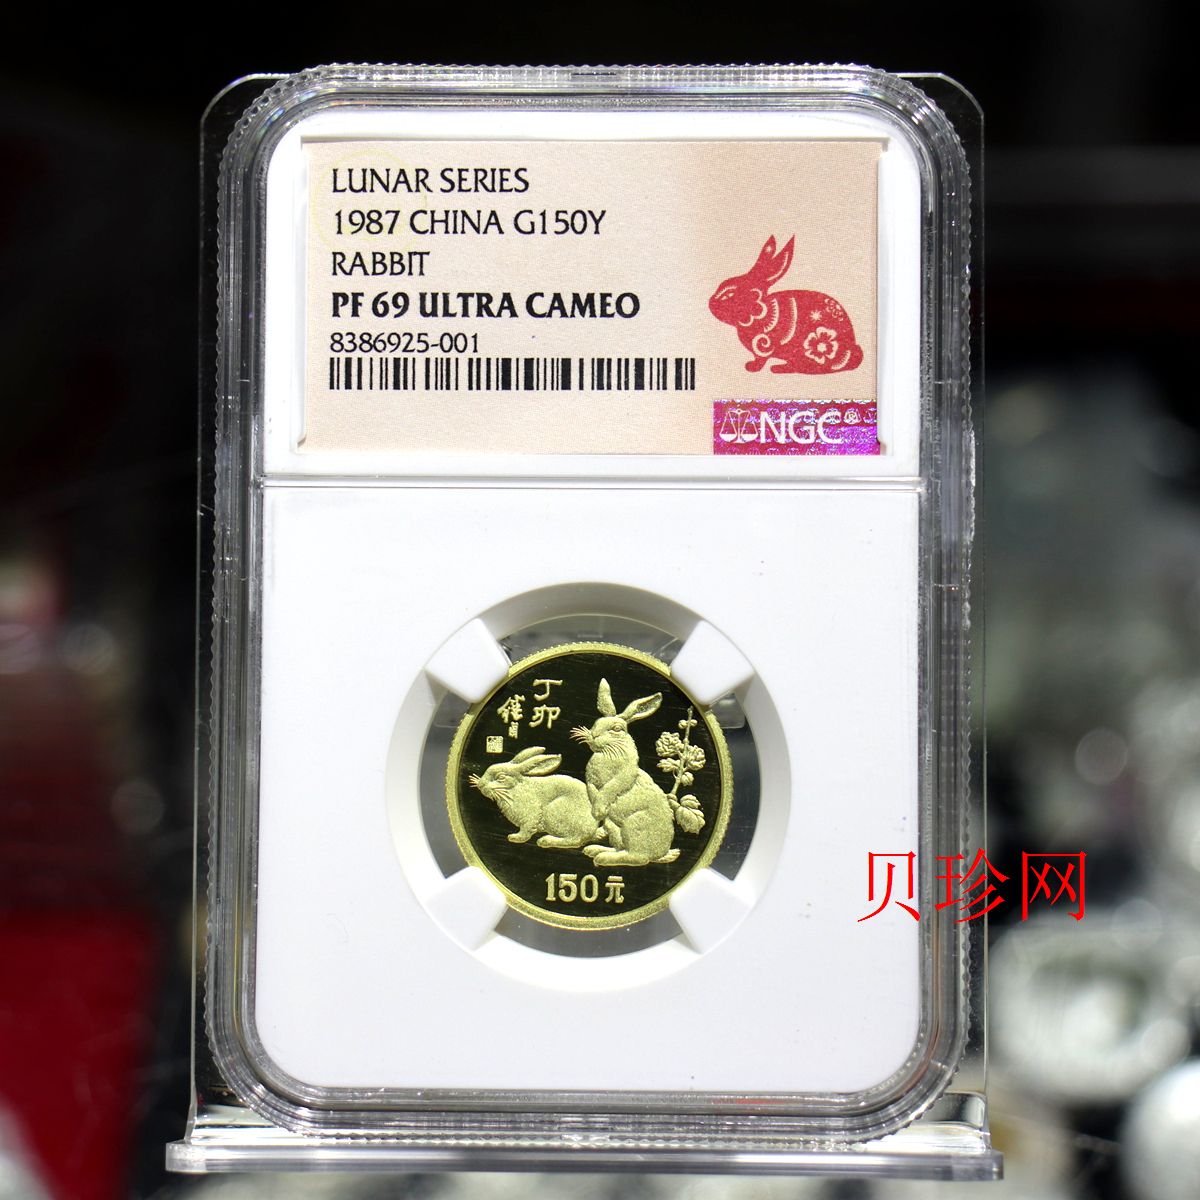 LUNAR SERIES
1987 CHINA G150Y
RABBIT
PF 69 ULTRA CAMEO
8386925-001
NGC®
丁卯
150元
贝珍网